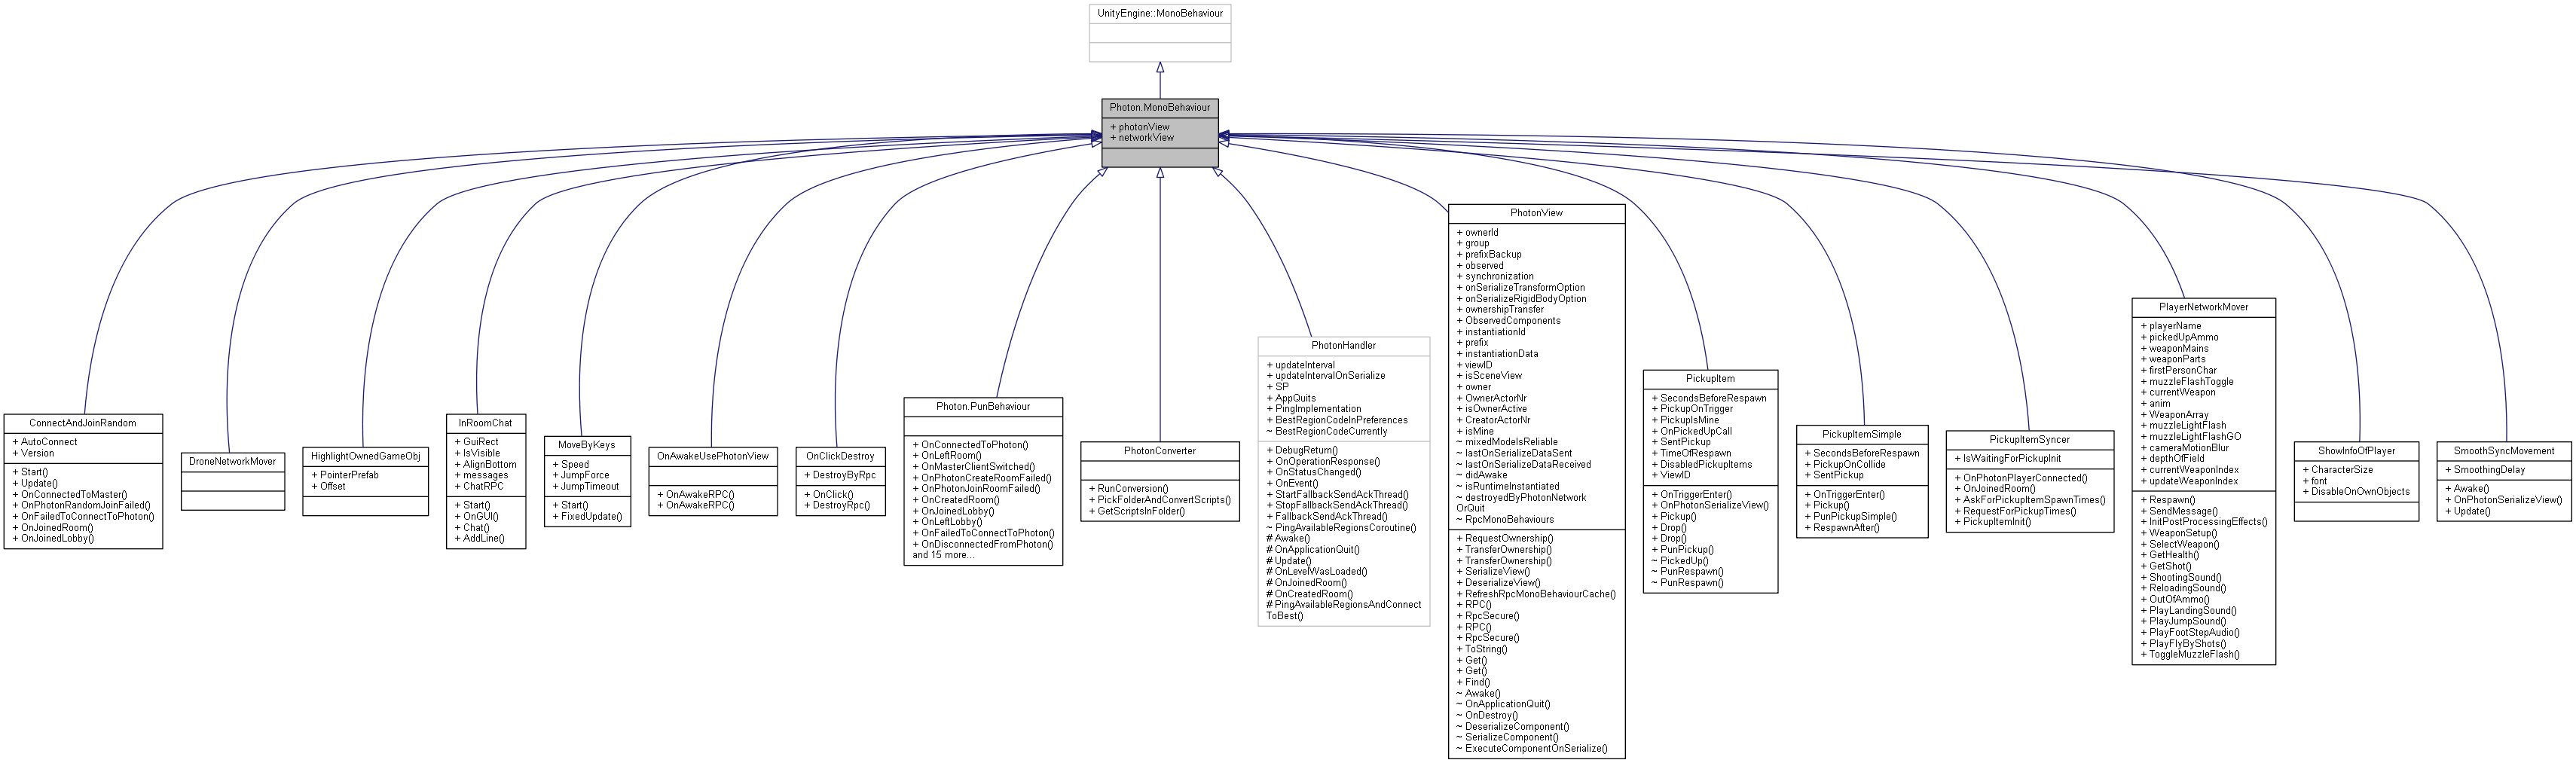 UnityEngine::MonoBehaviour
Photon.MonoBehaviour
+ photonView
+ networkView
ConnectAndJoinRandom
+ AutoConnect
+ Version
+ Start()
+ Update()
+ OnConnectedToMaster()
+ OnPhotonRandomJoinFailed()
+ OnFailedToConnectToPhoton()
+ OnJoinedRoom()
+ OnJoinedLobby()
DroneNetworkMover
HighlightOwnedGameObj
+ PointerPrefab
+ Offset
InRoomChat
+ GuiRect
+ IsVisible
+ AlignBottom
+ messages
+ ChatRPC
+ Start()
+ OnGUI()
+ Chat()
+ AddLine()
MoveByKeys
+ Speed
+ JumpForce
+ JumpTimeout
+ Start()
+ FixedUpdate()
OnAwakeUsePhotonView
+ OnAwakeRPC()
+ OnAwakeRPC()
OnClickDestroy
+ DestroyByRpc
+ OnClick()
+ DestroyRpc()
Photon.PunBehaviour
+ OnConnectedToPhoton()
+ OnLeftRoom()
+ OnMasterClientSwitched()
+ OnPhotonCreateRoomFailed()
+ OnPhotonJoinRoomFailed()
+ OnCreatedRoom()
+ OnJoinedLobby()
+ OnLeftLobby()
+ OnFailedToConnectToPhoton()
+ OnDisconnectedFromPhoton()
and 15 more...
PhotonConverter
+ RunConversion()
+ PickFolderAndConvertScripts()
+ GetScriptsInFolder()
PhotonHandler
+ updateInterval
+ updateIntervalOnSerialize
+ SP
+ AppQuits
+ PingImplementation
+ BestRegionCodeInPreferences
~ BestRegionCodeCurrently
+ DebugReturn()
+ OnOperationResponse()
+ OnStatusChanged()
+ OnEvent()
+ StartFallbackSendAckThread()
+ StopFallbackSendAckThread()
+ FallbackSendAckThread()
~ PingAvailableRegionsCoroutine()
# Awake()
# OnApplicationQuit()
# Update()
# OnLevelWasLoaded()
# OnJoinedRoom()
# OnCreatedRoom()
# PingAvailableRegionsAndConnect
ToBest()
PhotonView
+ ownerId
+ group
+ prefixBackup
+ observed
+ synchronization
+ onSerializeTransformOption
+ onSerializeRigidBodyOption
+ ownershipTransfer
+ ObservedComponents
+ instantiationId
+ prefix
+ instantiationData
+ viewID
+ isSceneView
+ owner
+ OwnerActorNr
+ isOwnerActive
+ CreatorActorNr
+ isMine
~ mixedModeIsReliable
~ lastOnSerializeDataSent
~ lastOnSerializeDataReceived
~ didAwake
~ isRuntimeInstantiated
~ destroyedByPhotonNetwork
OrQuit
~ RpcMonoBehaviours
+ RequestOwnership()
+ TransferOwnership()
+ TransferOwnership()
+ SerializeView()
+ DeserializeView()
+ RefreshRpcMonoBehaviourCache()
+ RPC()
+ RpcSecure()
+ RPC()
+ RpcSecure()
+ ToString()
+ Get()
+ Get()
+ Find()
~ Awake()
~ OnApplicationQuit()
~ OnDestroy()
~ DeserializeComponent()
~ SerializeComponent()
~ ExecuteComponentOnSerialize()
PickupItem
+ SecondsBeforeRespawn
+ PickupOnTrigger
+ PickupIsMine
+ OnPickedUpCall
+ SentPickup
+ TimeOfRespawn
+ DisabledPickupItems
+ ViewID
+ OnTriggerEnter()
+ OnPhotonSerializeView()
+ Pickup()
+ Drop()
+ Drop()
+ PunPickup()
~ PickedUp()
~ PunRespawn()
~ PunRespawn()
PickupItemSimple
+ SecondsBeforeRespawn
+ PickupOnCollide
+ SentPickup
+ OnTriggerEnter()
+ Pickup()
+ PunPickupSimple()
+ RespawnAfter()
PickupItemSyncer
+ IsWaitingForPickupInit
+ OnPhotonPlayerConnected()
+ OnJoinedRoom()
+ AskForPickupItemSpawnTimes()
+ RequestForPickupTimes()
+ PickupItemInit()
PlayerNetworkMover
+ playerName
+ pickedUpAmmo
+ weaponMains
+ weaponParts
+ firstPersonChar
+ muzzleFlashToggle
+ currentWeapon
+ anim
+ WeaponArray
+ muzzleLightFlash
+ muzzleLightFlashGO
+ cameraMotionBlur
+ depthOfField
+ currentWeaponIndex
+ updateWeaponIndex
+ Respawn()
+ SendMessage()
+ InitPostProcessingEffects()
+ WeaponSetup()
+ SelectWeapon()
+ GetHealth()
+ GetShot()
+ ShootingSound()
+ ReloadingSound()
+ OutOfAmmo()
+ PlayLandingSound()
+ PlayJumpSound()
+ PlayFootStepAudio()
+ PlayFlyByShots()
+ ToggleMuzzleFlash()
ShowInfoOfPlayer
+ CharacterSize
+ font
+ DisableOnOwnObjects
SmoothSyncMovement
+ SmoothingDelay
+ Awake()
+ OnPhotonSerializeView()
+ Update()